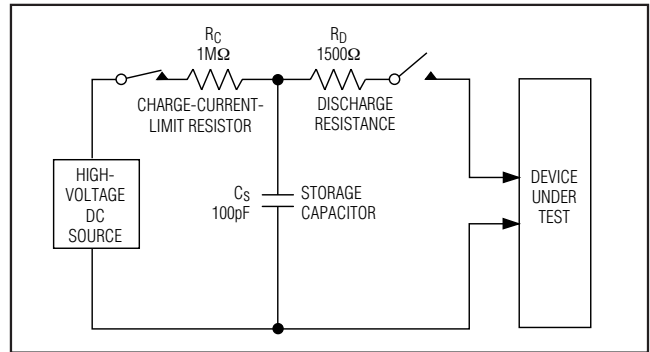 R_C
1MΩ
CHARGE-CURRENT-
LIMIT RESISTOR
R_D
1500Ω
DISCHARGE
RESISTANCE
HIGH-
VOLTAGE
DC
SOURCE
C_S
100pF
STORAGE
CAPACITOR
DEVICE
UNDER
TEST